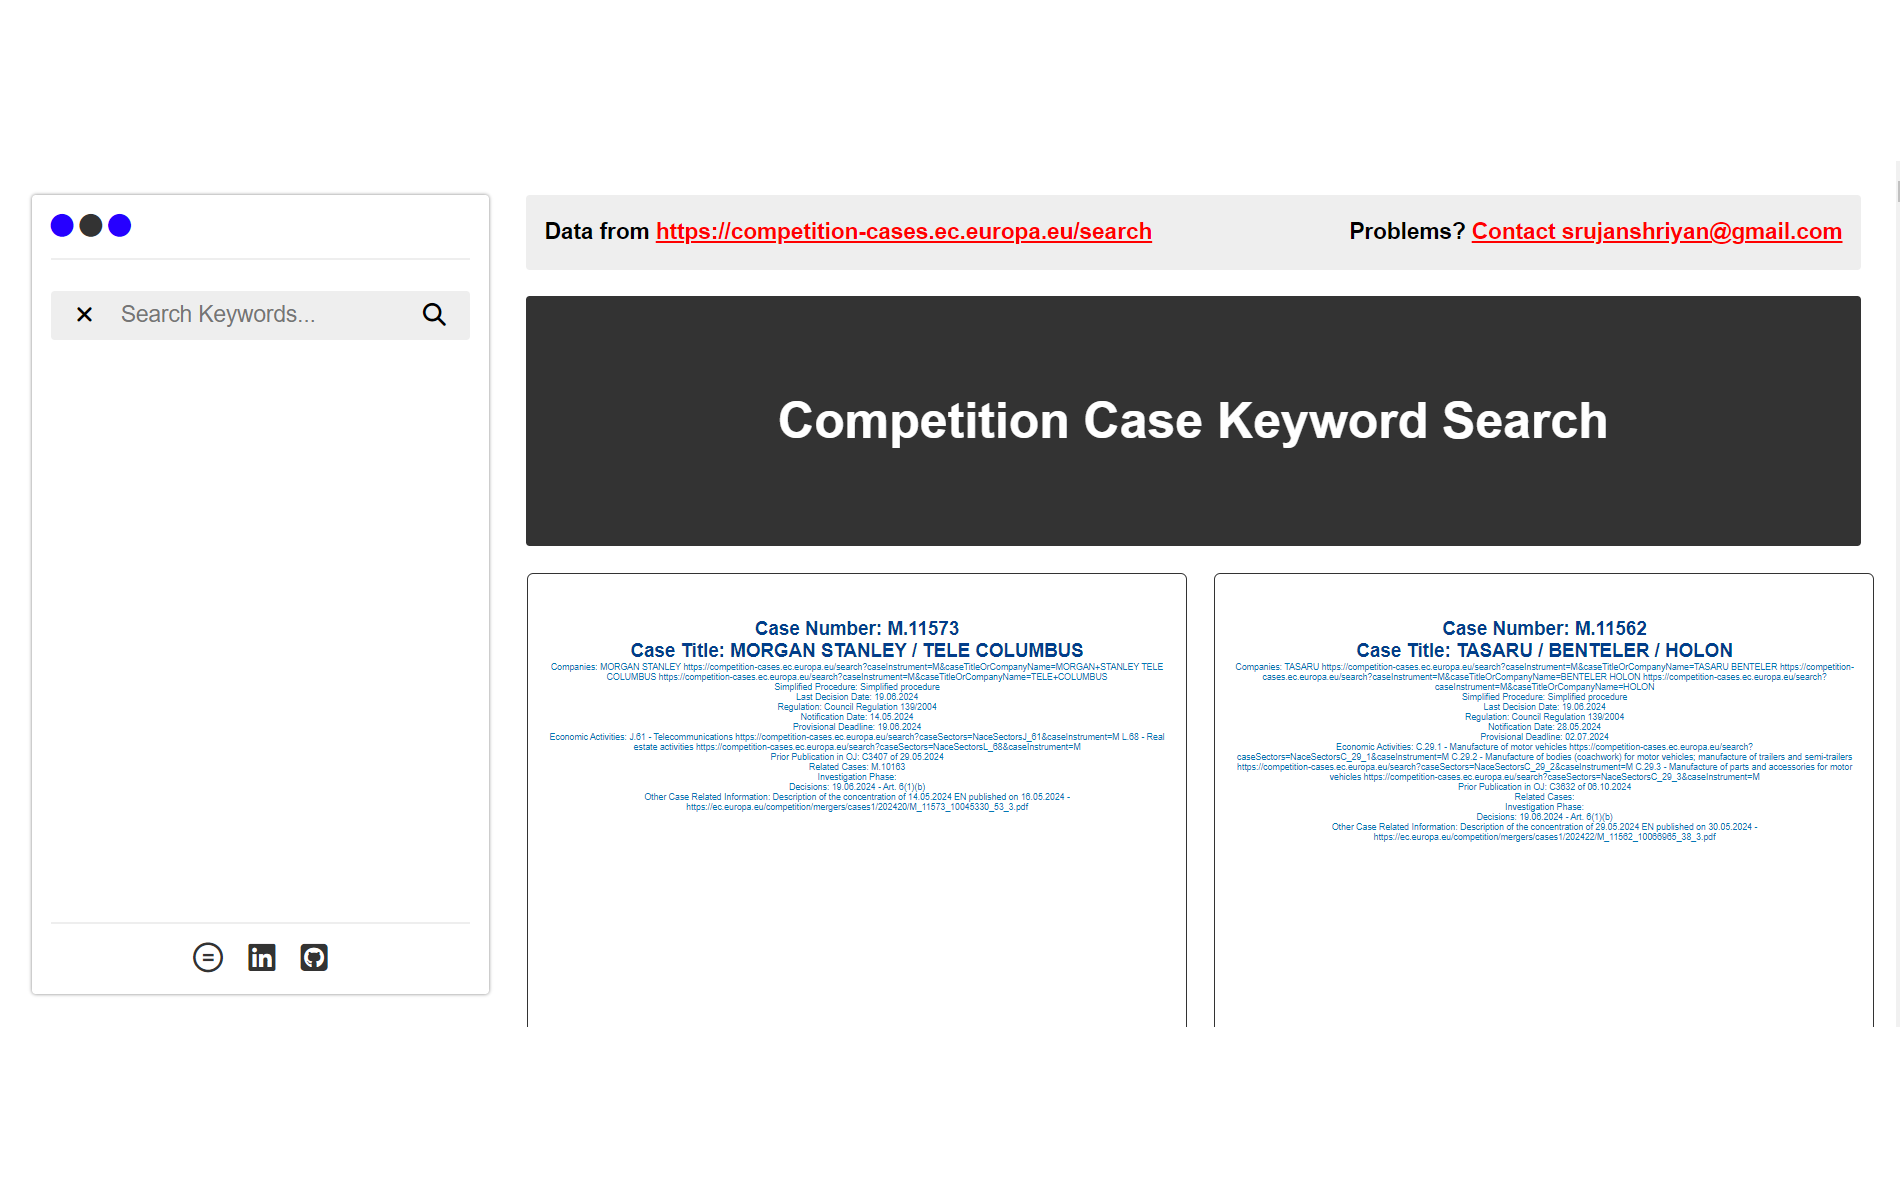 Search Keywords...
Data from https://competition-cases.ec.europa.eu/search
Problems? Contact srujanshriyan@gmail.com
Competition Case Keyword Search
Case Number: M.11573
Case Title: MORGAN STANLEY / TELE COLUMBUS
Companies: MORGAN STANLEY https://competition-cases.ec.europa.eu/search?caseInstrument=M&caseTitleOrCompanyName=MORGAN+STANLEY TELE
COLUMBUS https://competition-cases.ec.europa.eu/search?caseInstrument=M&caseTitleOrCompanyName=TELE+COLUMBUS
Simplified Procedure: Simplified procedure
Last Decision Date: 19.06.2024
Regulation: Council Regulation 139/2004
Notification Date: 14.05.2024
Provisional Deadline: 19.06.2024
Economic Activities: J.61 - Telecommunications https://competition-cases.ec.europa.eu/search?caseSectors=NaceSectorsJ_61&caseInstrument=M L.68 - Real
estate activities https://competition-cases.ec.europa.eu/search?caseSectors=NaceSectorsL_68&caseInstrument=M
Prior Publication in OJ: C3407 of 29.05.2024
Related Cases: M.10163
Investigation Phase:
Decisions: 19.06.2024 - Art. 6(1)(b)
Other Case Related Information: Description of the concentration of 14.05.2024 EN published on 16.05.2024 -
https://ec.europa.eu/competition/mergers/cases1/202420/M_11573_10045330_53_3.pdf
Case Number: M.11562
Case Title: TASARU / BENTELER / HOLON
Companies: TASARU https://competition-cases.ec.europa.eu/search?caseInstrument=M&caseTitleOrCompanyName=TASARU BENTELER https://competition-
cases.ec.europa.eu/search?caseInstrument=M&caseTitleOrCompanyName=BENTELER HOLON https://competition-cases.ec.europa.eu/search?
caseInstrument=M&caseTitleOrCompanyName=HOLON
Simplified Procedure: Simplified procedure
Last Decision Date: 19.06.2024
Regulation: Council Regulation 139/2004
Notification Date: 28.05.2024
Provisional Deadline: 02.07.2024
Economic Activities: C.29.1 - Manufacture of motor vehicles https://competition-cases.ec.europa.eu/search?
caseSectors=NaceSectorsC_29_1&caseInstrument=M C.29.2 - Manufacture of bodies (coachwork) for motor vehicles; manufacture of trailers and semi-trailers
https://competition-cases.ec.europa.eu/search?caseSectors=NaceSectorsC_29_2&caseInstrument=M C.29.3 - Manufacture of parts and accessories for motor
vehicles https://competition-cases.ec.europa.eu/search?caseSectors=NaceSectorsC_29_3&caseInstrument=M
Prior Publication in OJ: C3632 of 06.10.2024
Related Cases:
Investigation Phase:
Decisions: 19.06.2024 - Art. 6(1)(b)
Other Case Related Information: Description of the concentration of 29.05.2024 EN published on 30.05.2024 -
https://ec.europa.eu/competition/mergers/cases1/202422/M_11562_10066965_38_3.pdf